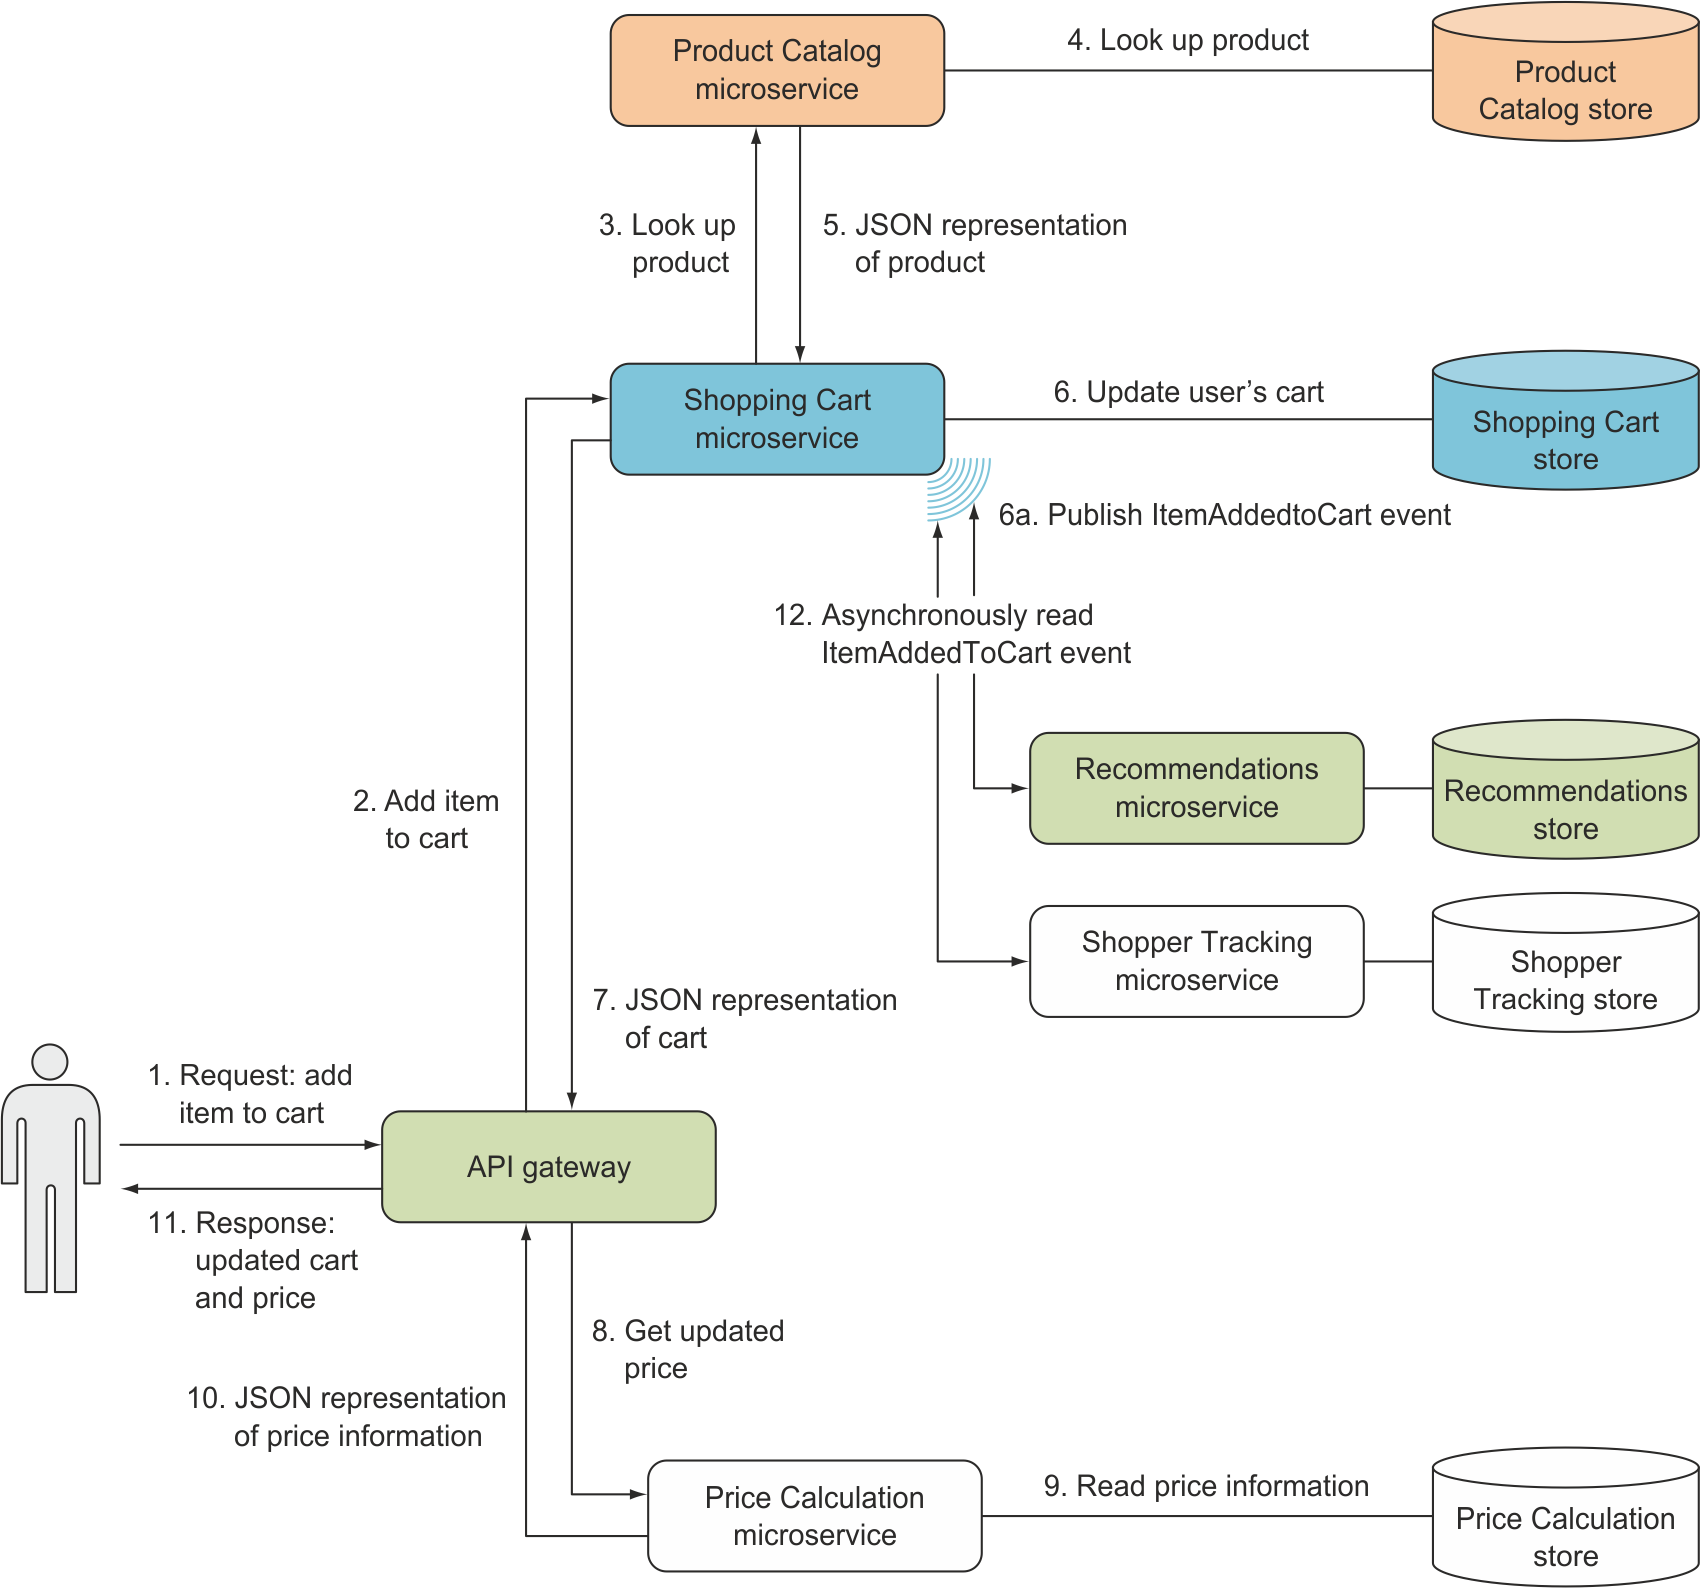 Product Catalog
microservice
4. Look up product
Product
Catalog store
3. Look up
product
5. JSON representation
of product
Shopping Cart
microservice
6. Update user’s cart
Shopping Cart
store
6a. Publish ItemAddedtoCart event
12. Asynchronously read
ItemAddedToCart event
Recommendations
microservice
Recommendations
store
2. Add item
to cart
Shopper Tracking
microservice
Shopper
Tracking store
7. JSON representation
of cart
1. Request: add
item to cart
API gateway
11. Response:
updated cart
and price
8. Get updated
price
10. JSON representation
of price information
Price Calculation
microservice
9. Read price information
Price Calculation
store